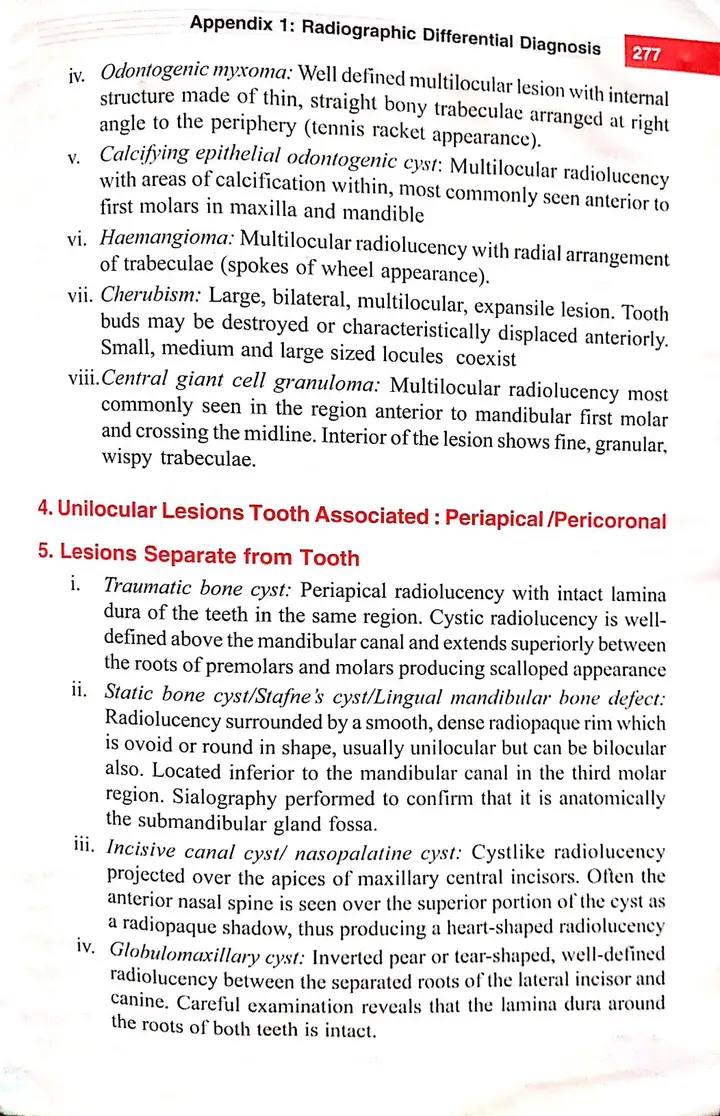 Appendix 1: Radiographic Differential Diagnosis 277
iv. Odontogenic myxoma: Well defined multilocular lesion with internal
structure made of thin, straight bony trabeculae arranged at right
angle to the periphery (tennis racket appearance).
v. Calcifying epithelial odontogenic cyst: Multilocular radiolucency
with areas of calcification within, most commonly seen anterior to
first molars in maxilla and mandible
vi. Haemangioma: Multilocular radiolucency with radial arrangement
of trabeculae (spokes of wheel appearance).
vii. Cherubism: Large, bilateral, multilocular, expansile lesion. Tooth
buds may be destroyed or characteristically displaced anteriorly.
Small, medium and large sized locules coexist
viii. Central giant cell granuloma: Multilocular radiolucency most
commonly seen in the region anterior to mandibular first molar
and crossing the midline. Interior of the lesion shows fine, granular,
wispy trabeculae.
4. Unilocular Lesions Tooth Associated : Periapical /Pericoronal
5. Lesions Separate from Tooth
i. Traumatic bone cyst: Periapical radiolucency with intact lamina
dura of the teeth in the same region. Cystic radiolucency is well-
defined above the mandibular canal and extends superiorly between
the roots of premolars and molars producing scalloped appearance
ii. Static bone cyst/Stafne's cyst/Lingual mandibular bone defect:
Radiolucency surrounded by a smooth, dense radiopaque rim which
is ovoid or round in shape, usually unilocular but can be bilocular
also. Located inferior to the mandibular canal in the third molar
region. Sialography performed to confirm that it is anatomically
the submandibular gland fossa.
iii. Incisive canal cyst/ nasopalatine cyst: Cystlike radiolucency
projected over the apices of maxillary central incisors. Often the
anterior nasal spine is seen over the superior portion of the cyst as
a radiopaque shadow, thus producing a heart-shaped radiolucency
iv. Globulomaxillary cyst: Inverted pear or tear-shaped, well-defined
radiolucency between the separated roots of the lateral incisor and
canine. Careful examination reveals that the lamina dura around
the roots of both teeth is intact.